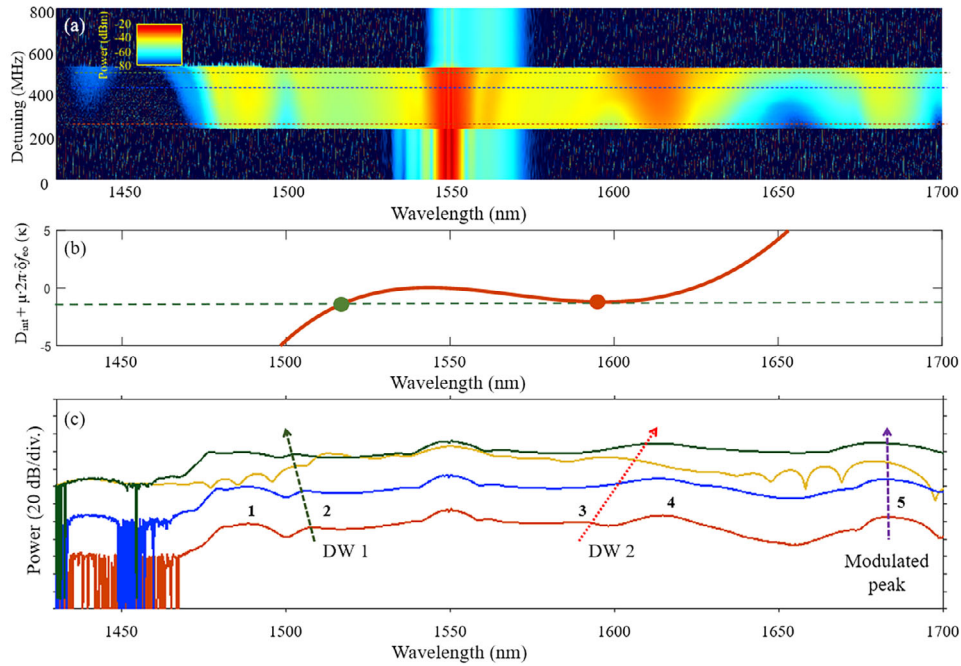 (a)
Power (dBm)
-20
-40
-60
-80
Detuning (MHz)
800
600
400
200
0
1450 1500 1550 1600 1650 1700
Wavelength (nm)
(b)
D_int + μ·2π·δf_eo (κ)
5
0
-5
1450 1500 1550 1600 1650 1700
Wavelength (nm)
(c)
Power (20 dB/div.)
1 2 3 4 5
DW 1
DW 2
Modulated
peak
1450 1500 1550 1600 1650 1700
Wavelength (nm)